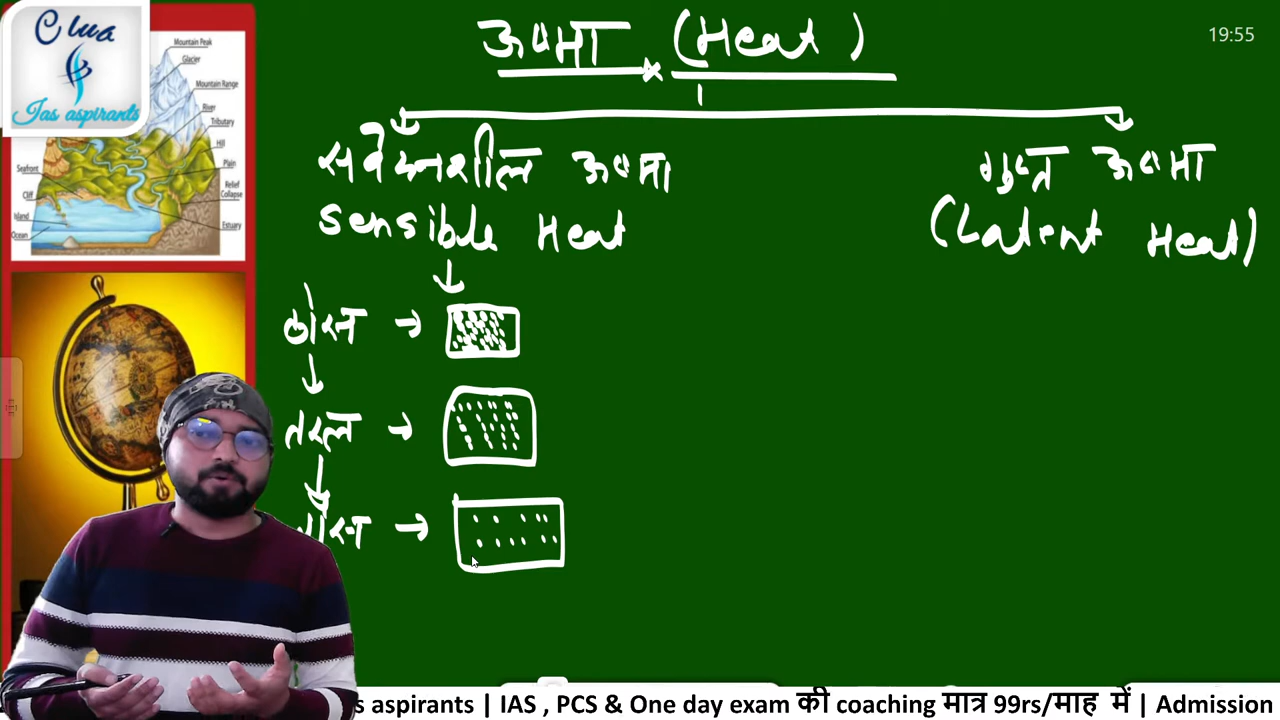 Clua
Ias aspirants
19:55
ऊष्मा (Heat)
संवेदनशील ऊष्मा
Sensible Heat
गुप्त ऊष्मा
(Latent Heat)
ठोस →
तरल →
गैस →
Mountain Peak
Glacier
Mountain Range
River
Tributary
Hill
Plain
Relief
Collapse
Estuary
Seafront
Cliff
Island
Ocean
s aspirants | IAS , PCS & One day exam की coaching मात्र 99rs/माह में | Admission